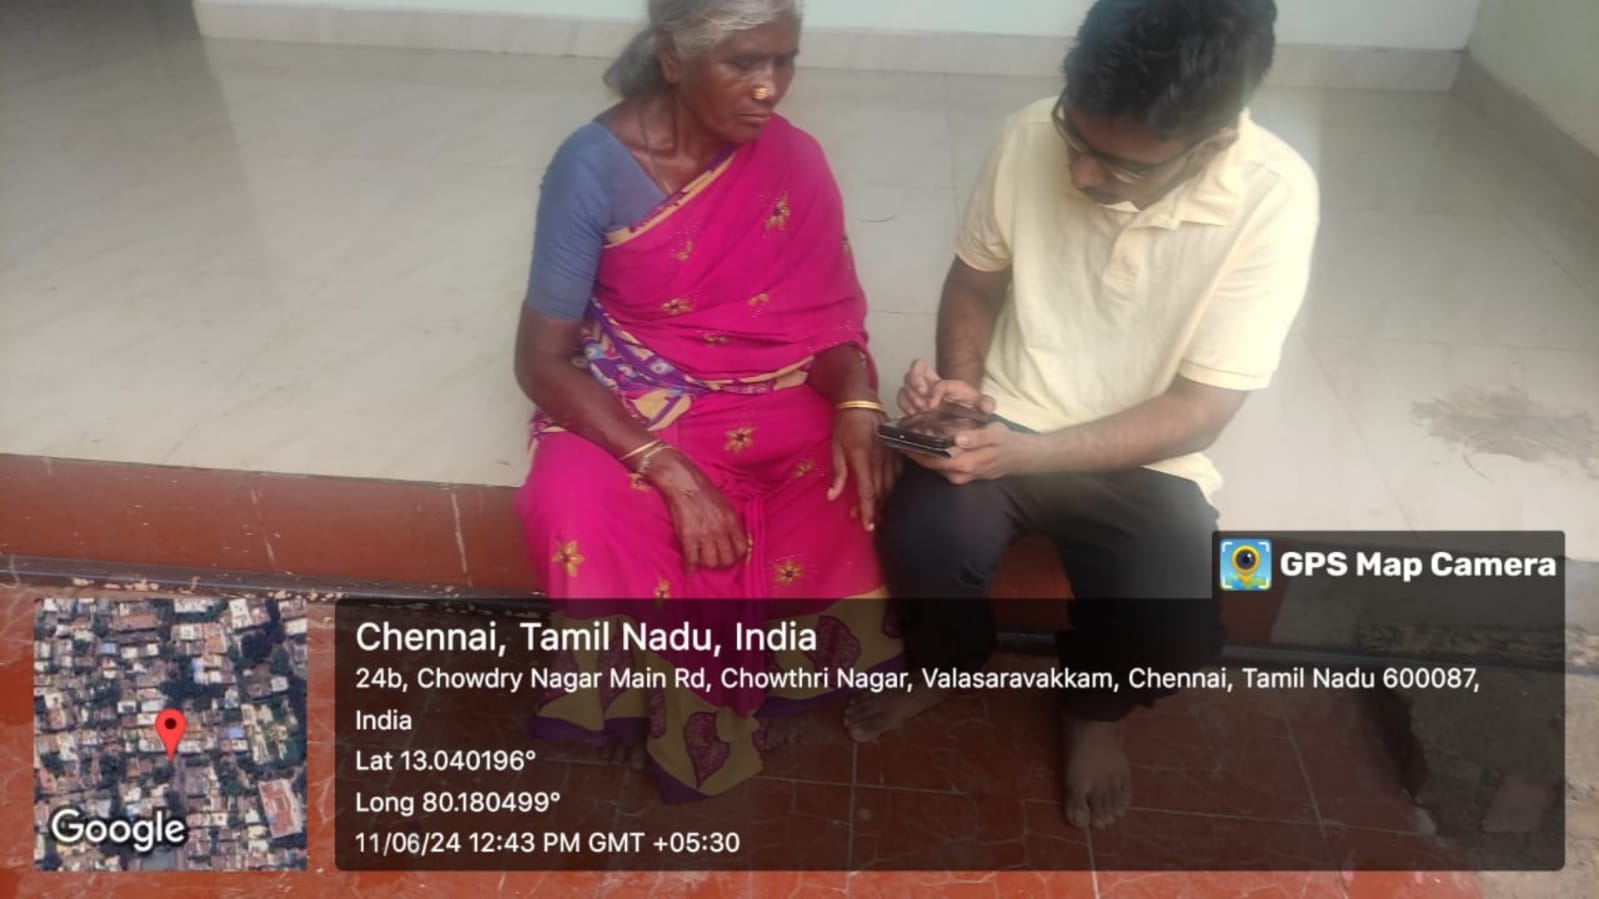 GPS Map Camera
Chennai, Tamil Nadu, India
24b, Chowdry Nagar Main Rd, Chowthri Nagar, Valasaravakkam, Chennai, Tamil Nadu 600087,
India
Lat 13.040196°
Long 80.180499°
11/06/24 12:43 PM GMT +05:30
Google